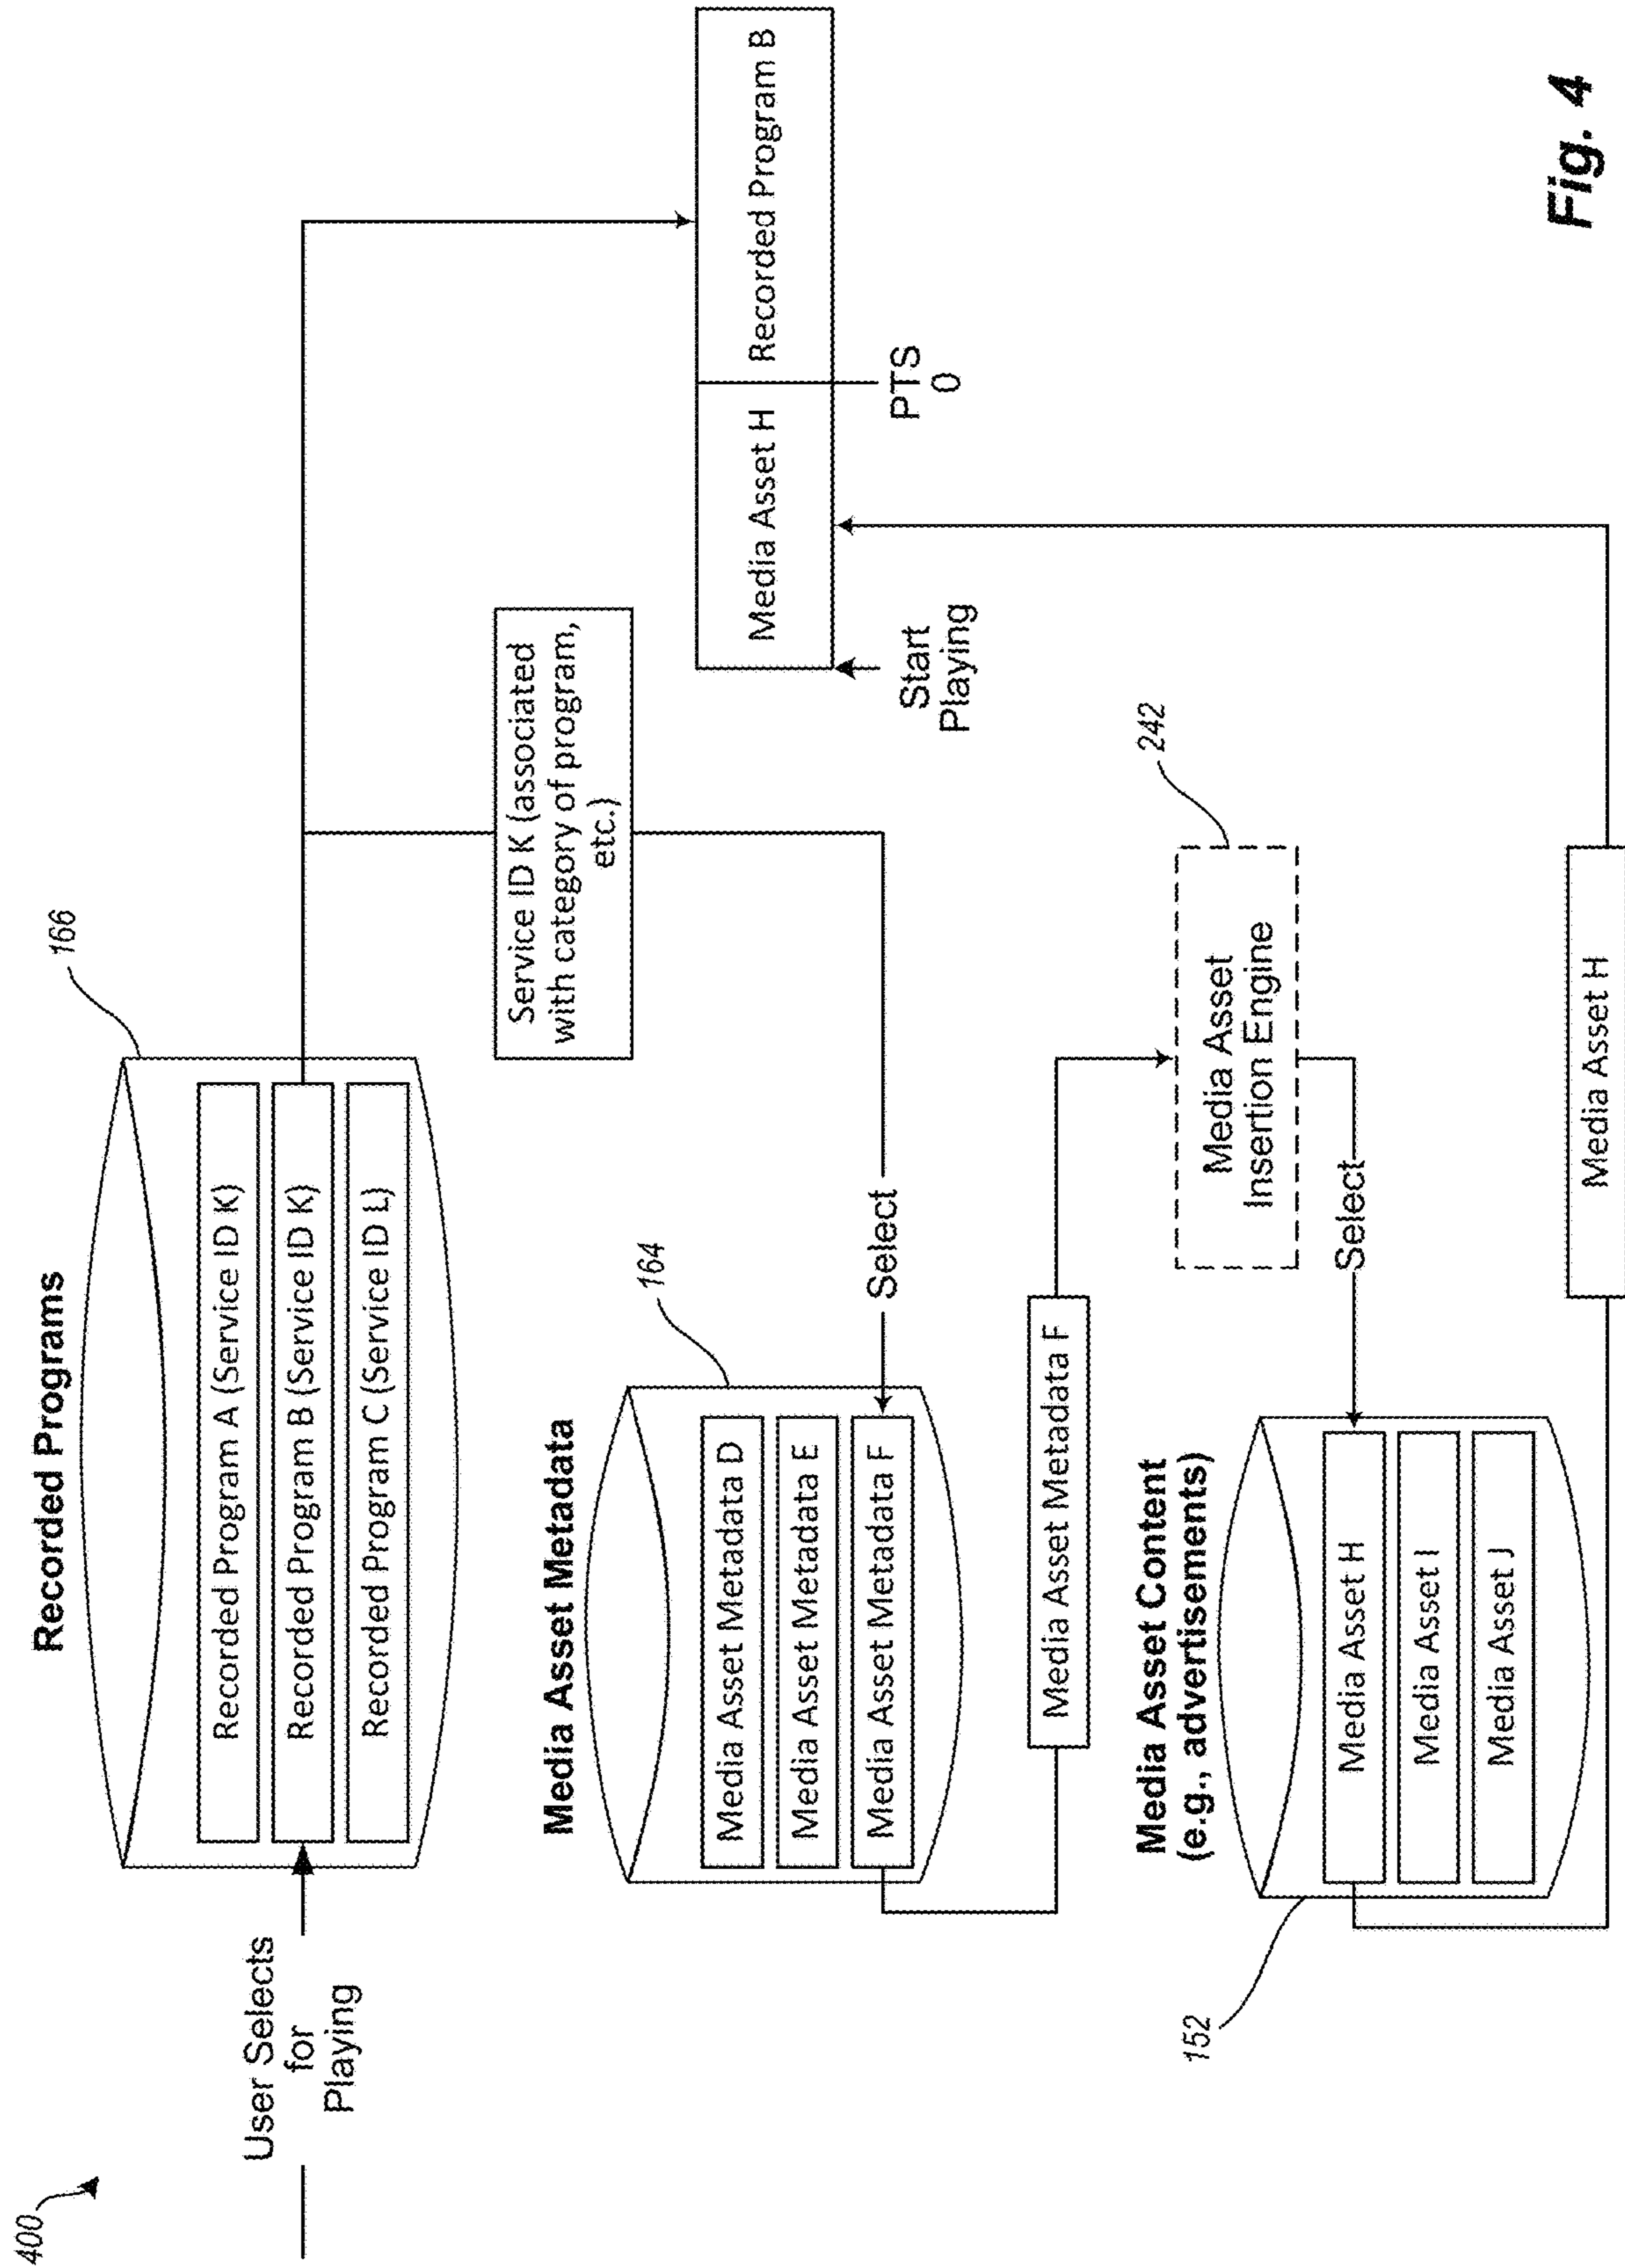 400
User Selects
for
Playing
Recorded Programs
166
Recorded Program A (Service ID K)
Recorded Program B (Service ID K)
Recorded Program C (Service ID L)
Service ID K (associated
with category of program,
etc.)
Media Asset Metadata
164
Media Asset Metadata D
Media Asset Metadata E
Media Asset Metadata F
Select
Media Asset H
Recorded Program B
Start
Playing
PTS
0
Media Asset Metadata F
242
Media Asset
Insertion Engine
Select
Media Asset Content
(e.g., advertisements)
152
Media Asset H
Media Asset I
Media Asset J
Media Asset H
Fig. 4